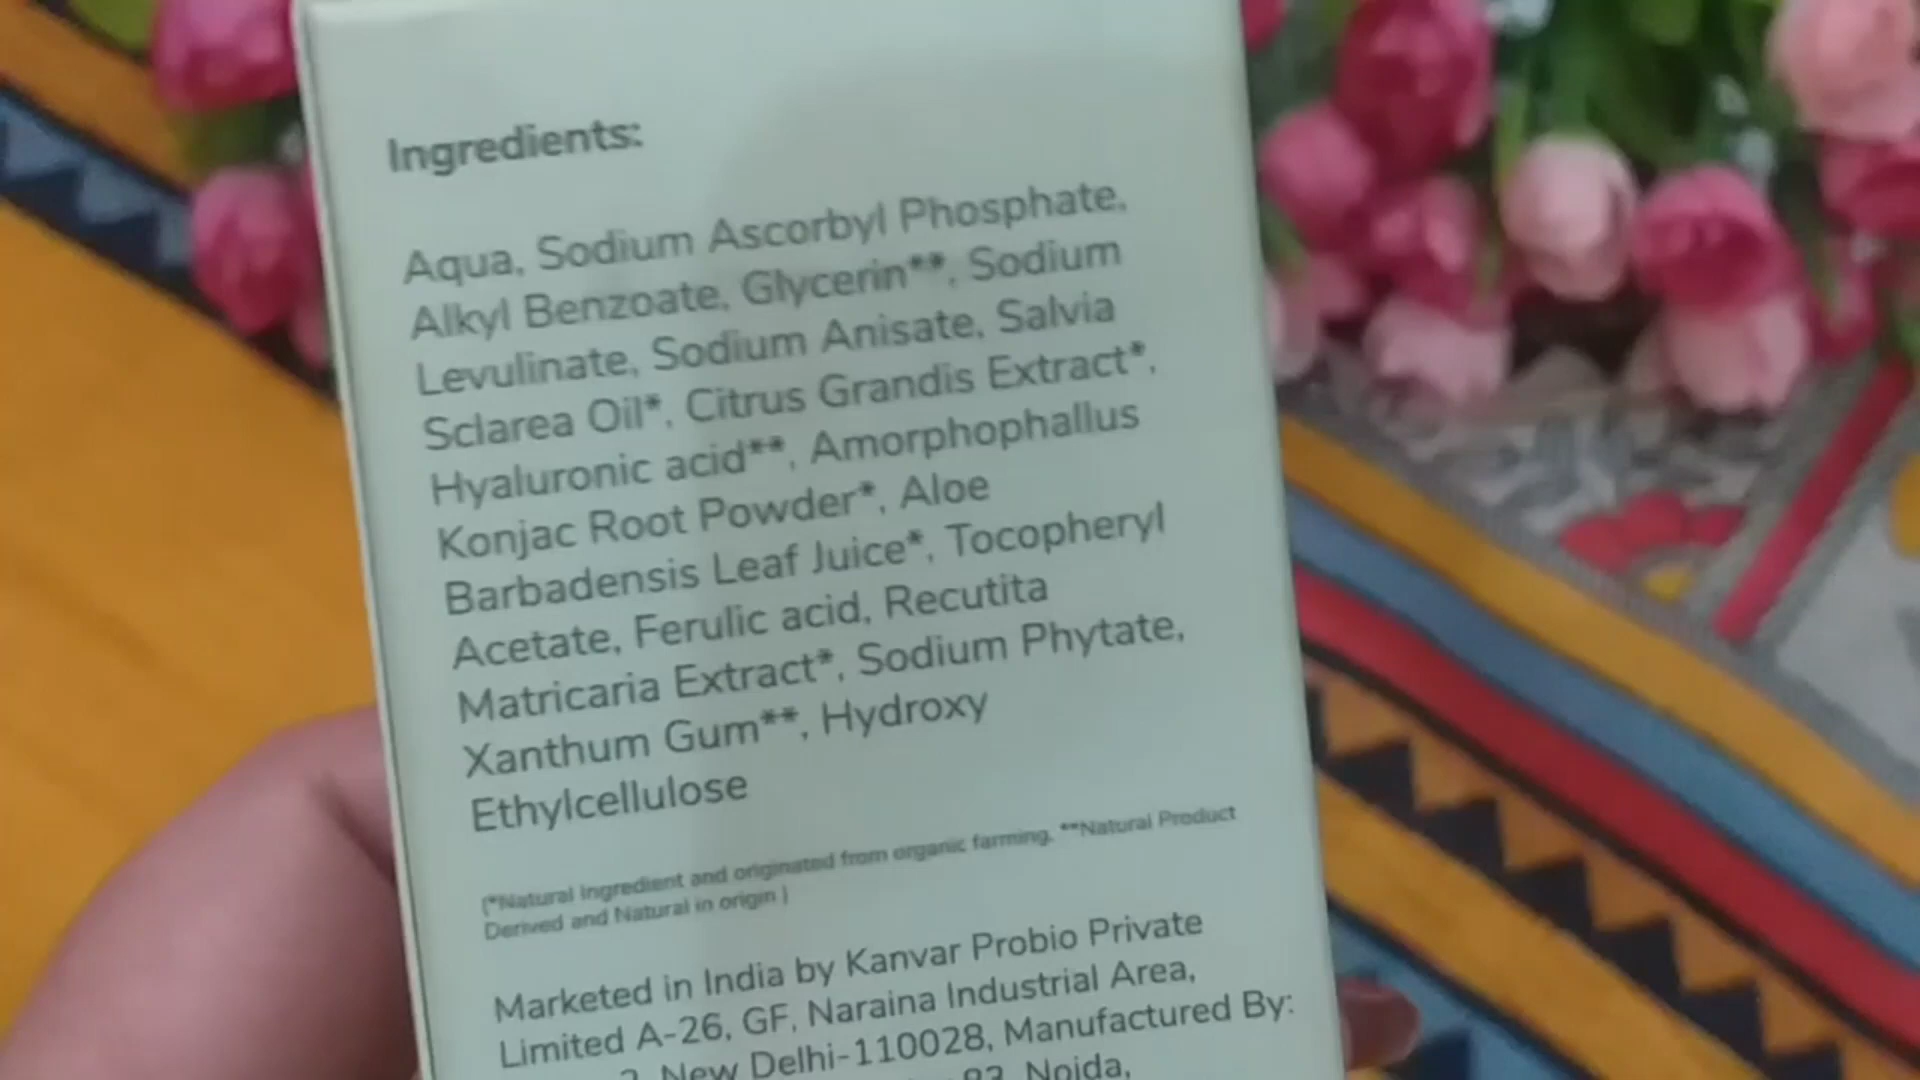 Ingredients:
Aqua, Sodium Ascorbyl Phosphate,
Alkyl Benzoate, Glycerin**, Sodium
Levulinate, Sodium Anisate, Salvia
Sclarea Oil*, Citrus Grandis Extract*,
Hyaluronic acid**, Amorphophallus
Konjac Root Powder*, Aloe
Barbadensis Leaf Juice*, Tocopheryl
Acetate, Ferulic acid, Recutita
Matricaria Extract*, Sodium Phytate,
Xanthum Gum**, Hydroxy
Ethylcellulose
(*Natural Ingredient and originated from organic farming. **Natural Product
Derived and Natural in origin )
Marketed in India by Kanvar Probio Private
Limited A-26, GF, Naraina Industrial Area,
New Delhi-110028, Manufactured By:
Noida,